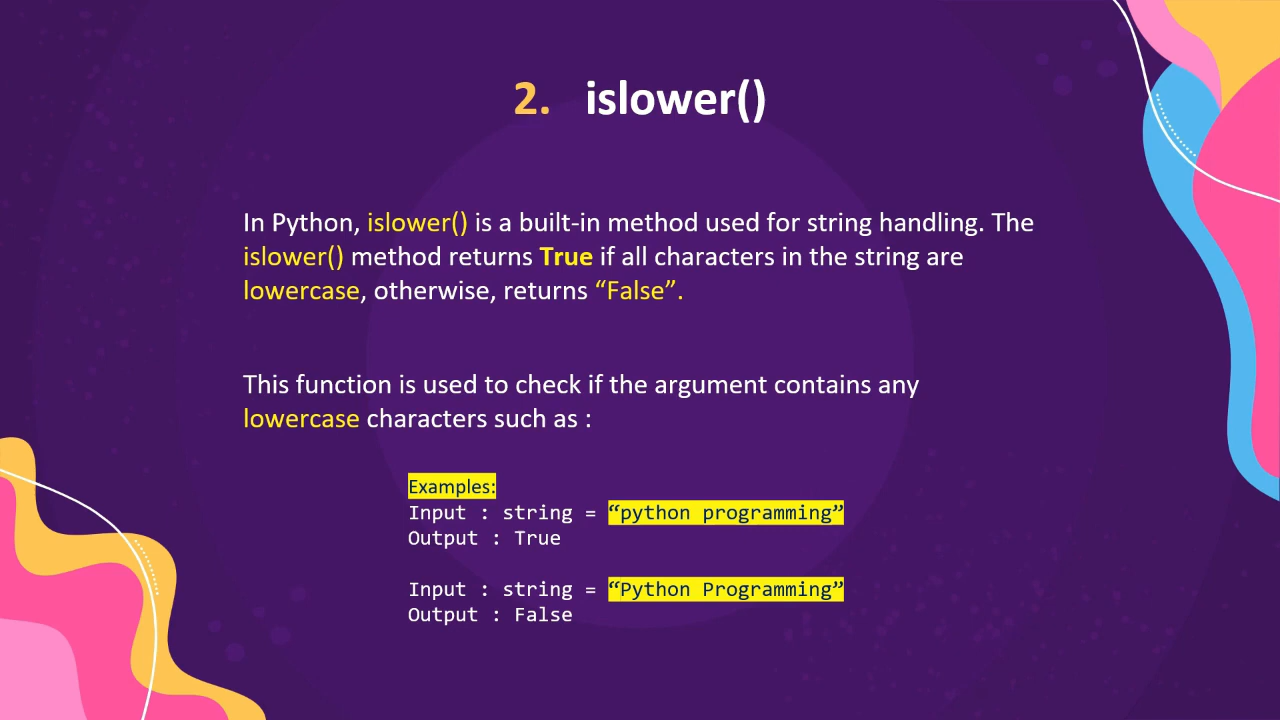 2. islower()
In Python, islower() is a built-in method used for string handling. The
islower() method returns True if all characters in the string are
lowercase, otherwise, returns “False”.
This function is used to check if the argument contains any
lowercase characters such as :
Examples:
Input : string = “python programming”
Output : True
Input : string = “Python Programming”
Output : False